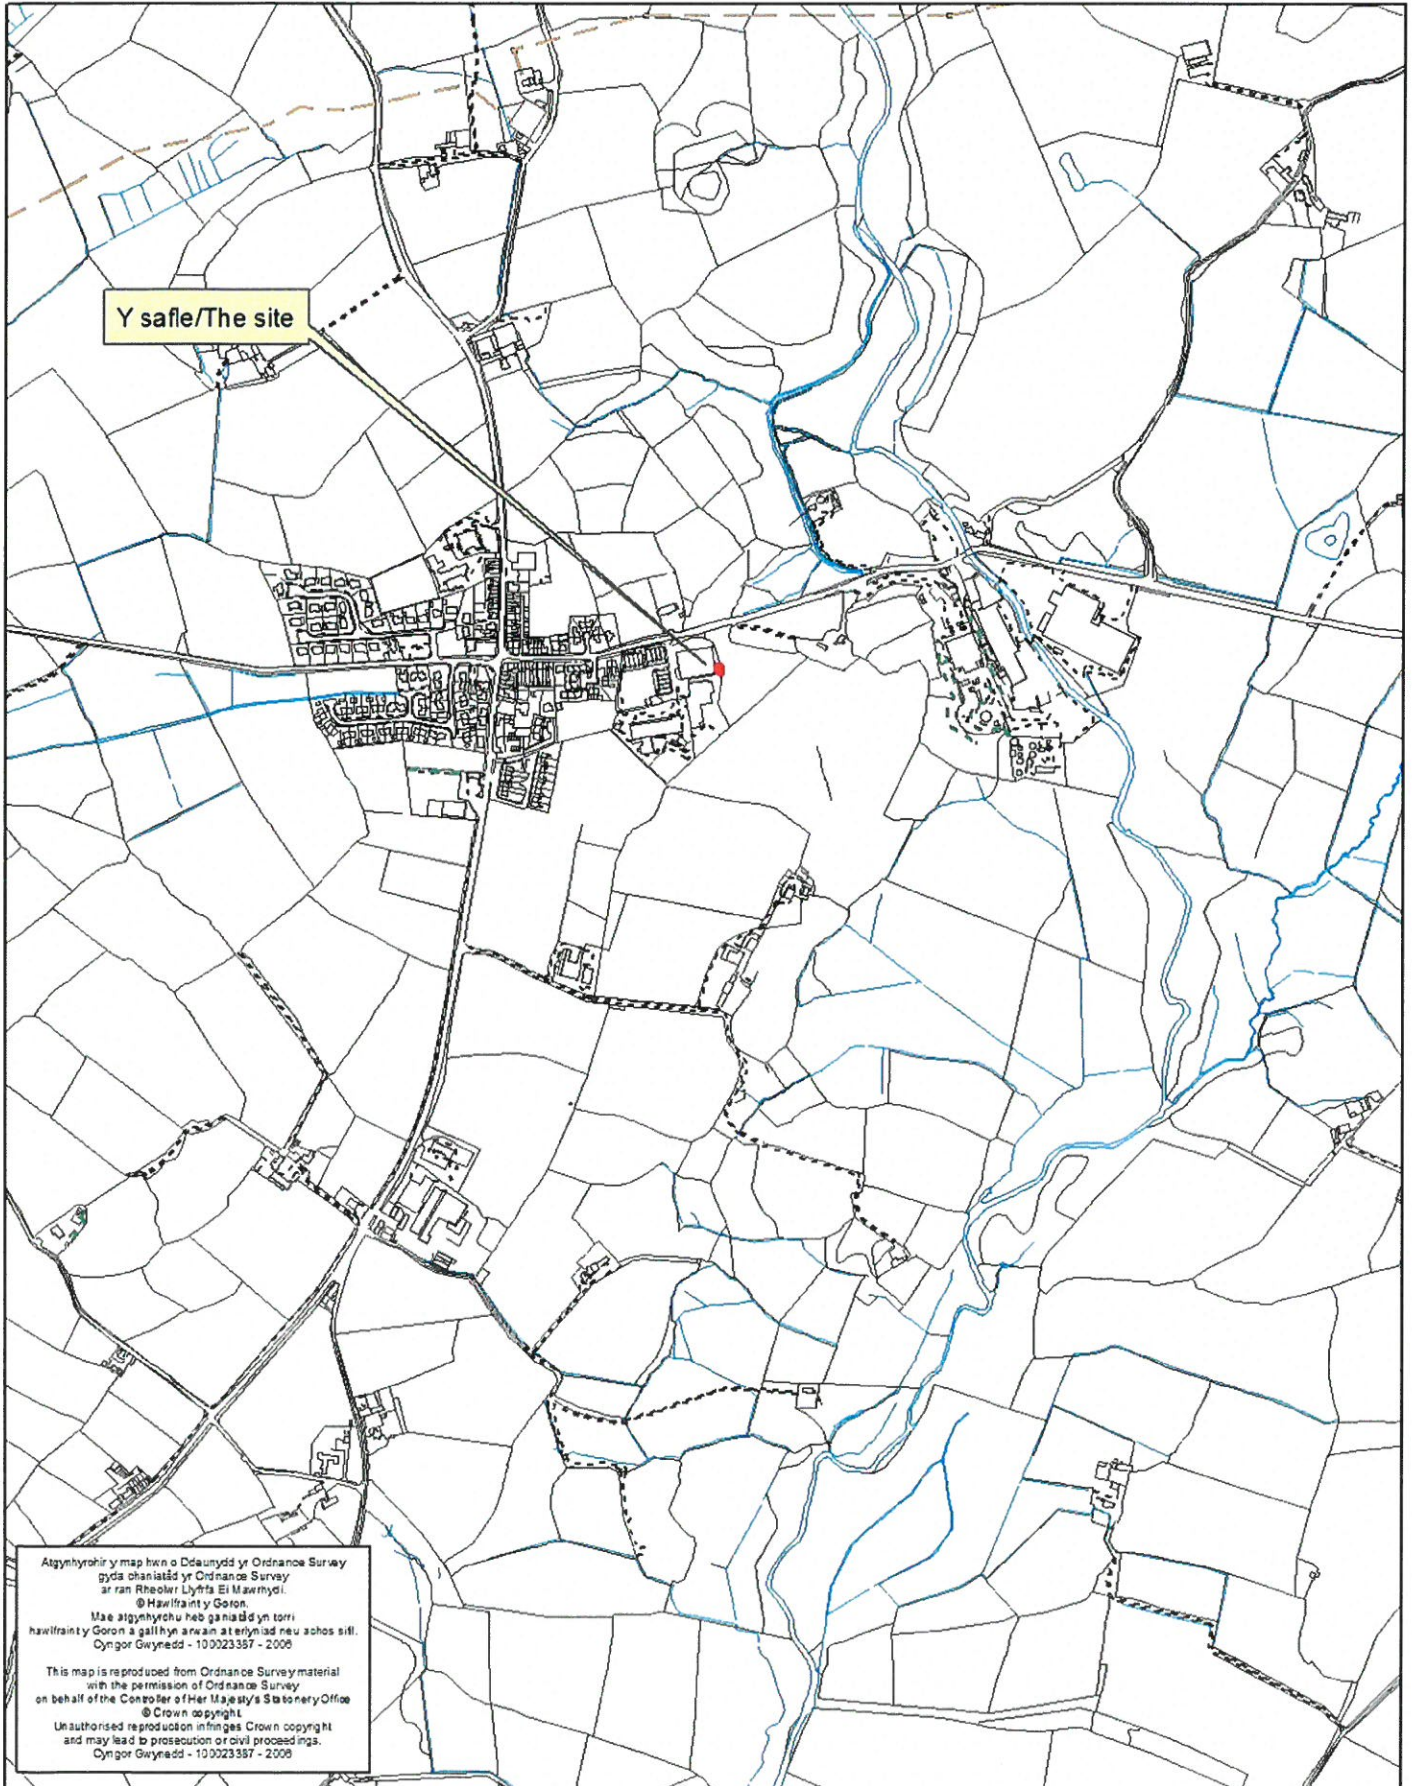 Y safle/The site
Atgynhyrchir y map hwn o Ddeunydd yr Ordnance Survey
gyda chaniatâd yr Ordnance Survey
ar ran Rheolwr Llyfrfa Ei Mawrhydi.
© Hawlfraint y Goron.
Mae atgynhyrchu heb ganiatâd yn torri
hawlfraint y Goron a gall hyn arwain at erlyniad neu achos sifil.
Cyngor Gwynedd - 100023387 - 2006
This map is reproduced from Ordnance Survey material
with the permission of Ordnance Survey
on behalf of the Controller of Her Majesty's Stationery Office
© Crown copyright.
Unauthorised reproduction infringes Crown copyright
and may lead to prosecution or civil proceedings.
Cyngor Gwynedd - 100023387 - 2006